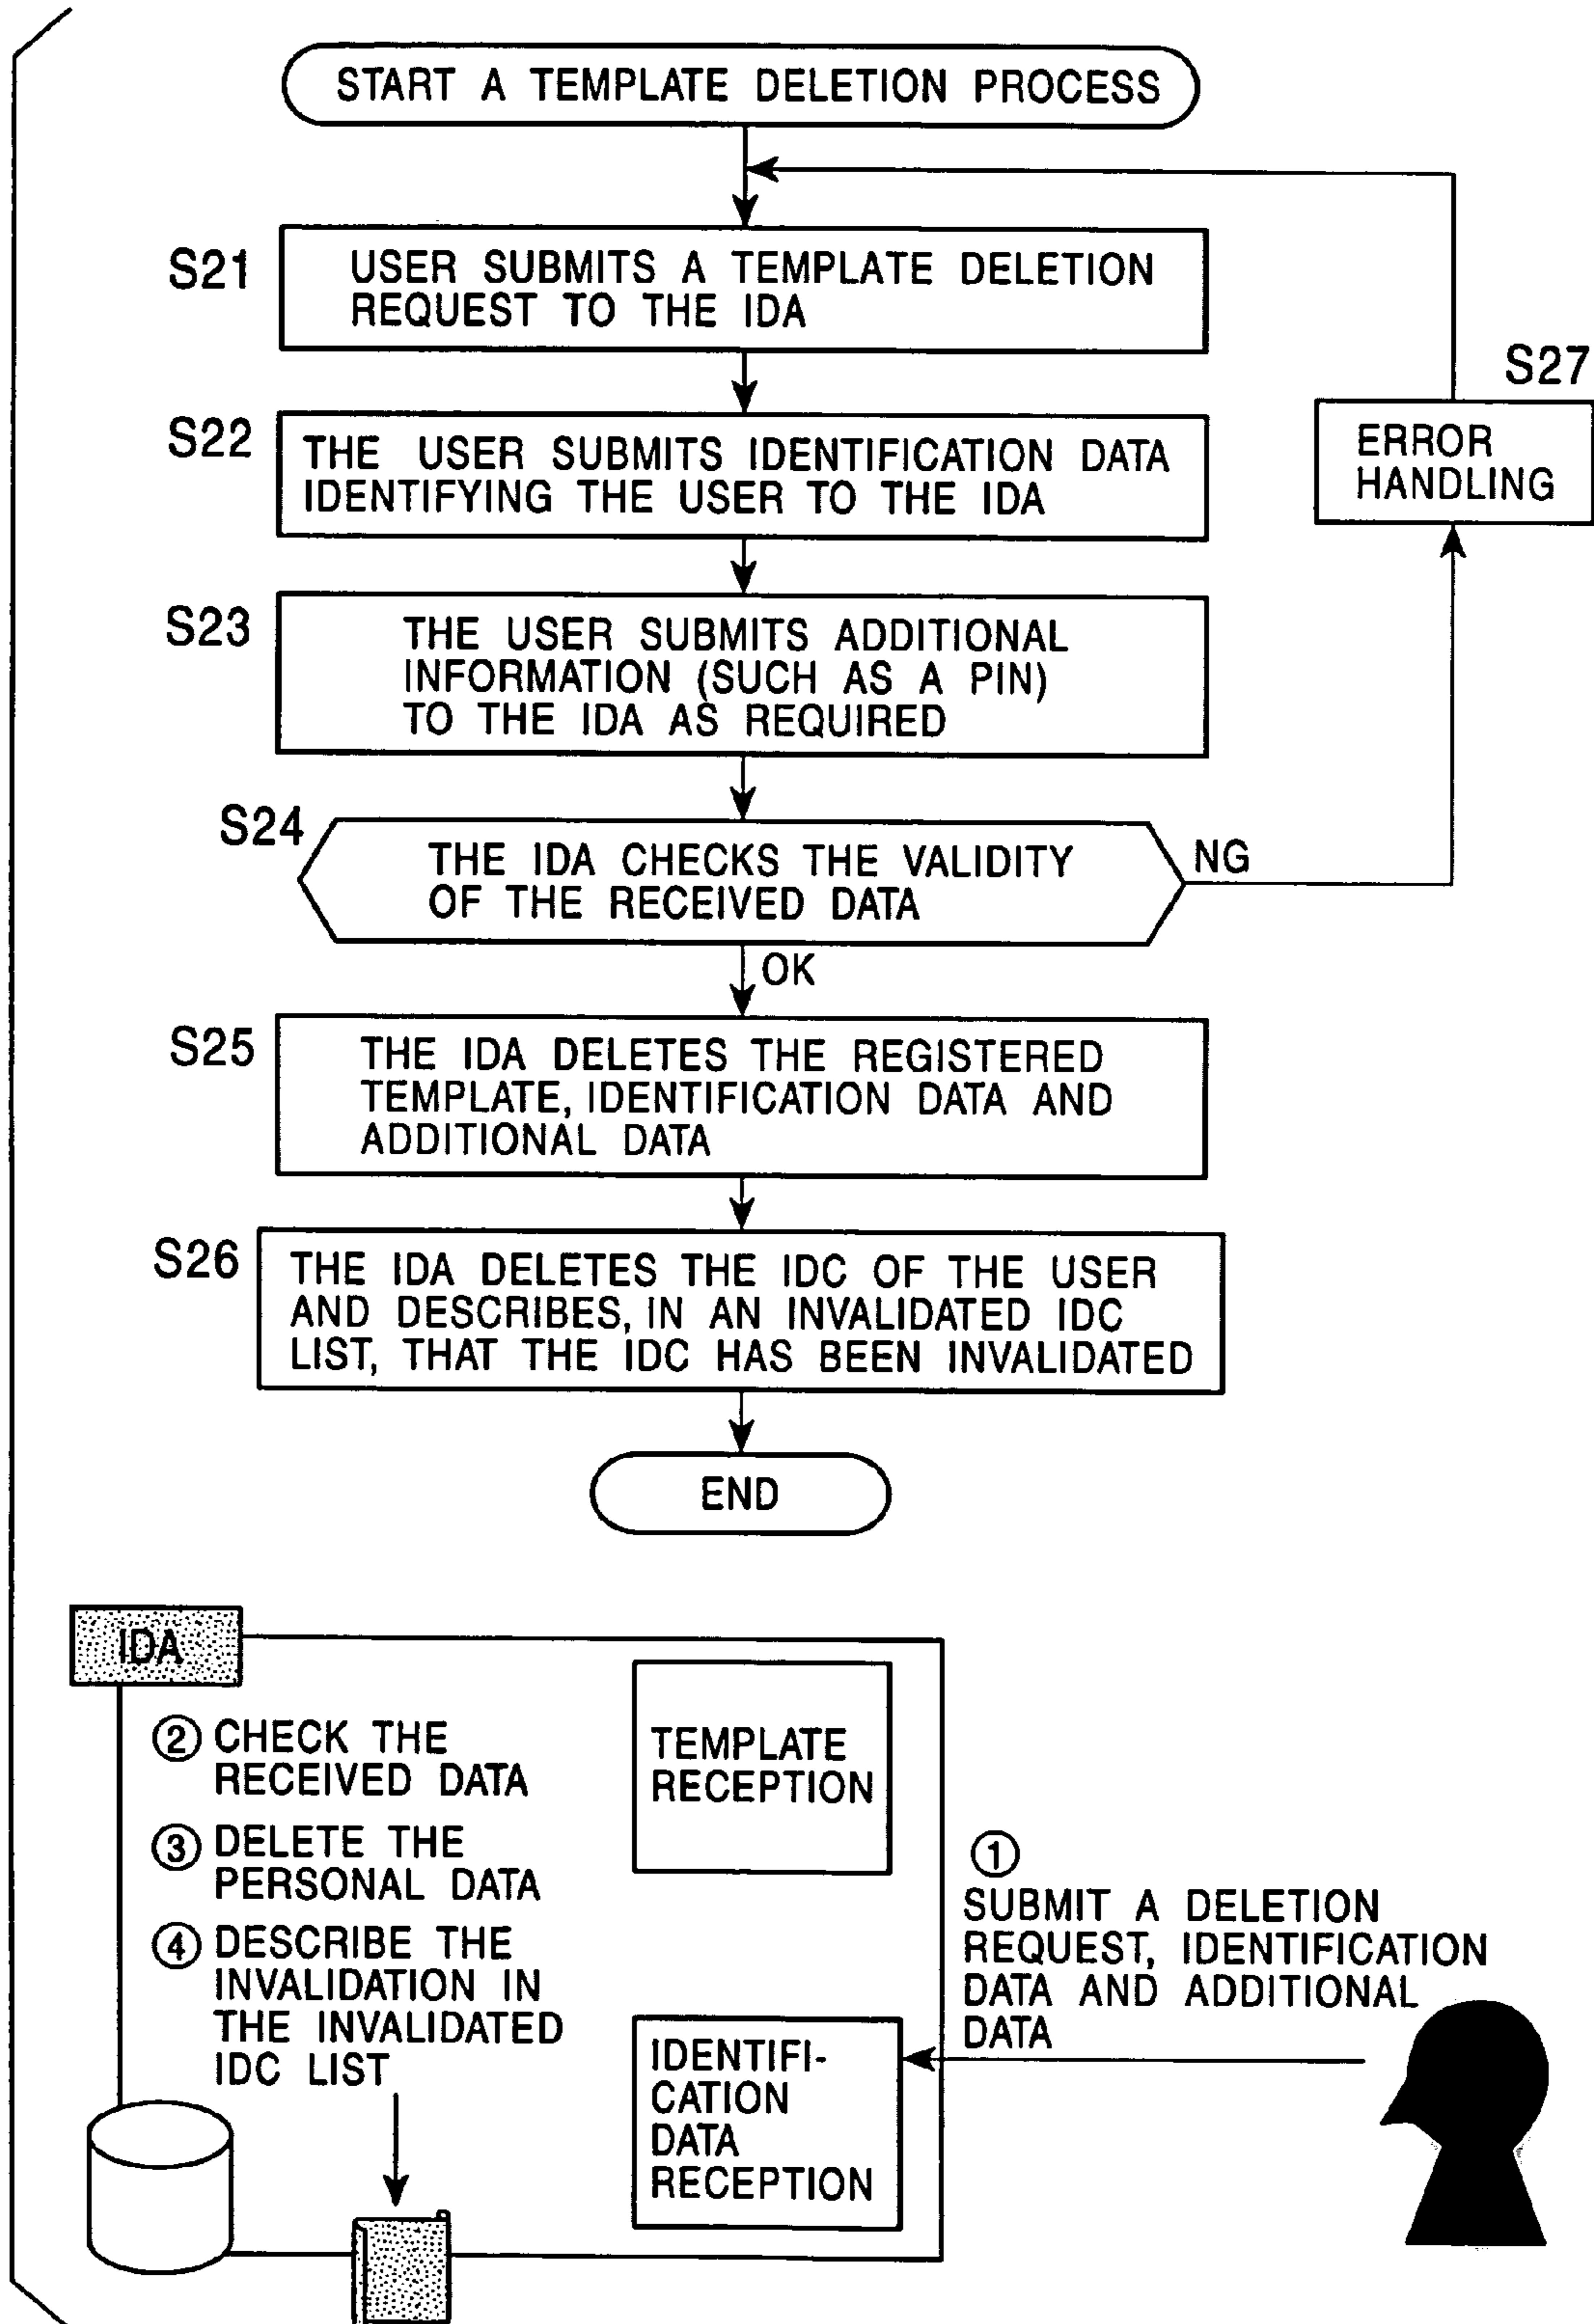 START A TEMPLATE DELETION PROCESS
S21
USER SUBMITS A TEMPLATE DELETION
REQUEST TO THE IDA
S27
ERROR
HANDLING
S22
THE USER SUBMITS IDENTIFICATION DATA
IDENTIFYING THE USER TO THE IDA
S23
THE USER SUBMITS ADDITIONAL
INFORMATION (SUCH AS A PIN)
TO THE IDA AS REQUIRED
S24
THE IDA CHECKS THE VALIDITY
OF THE RECEIVED DATA
NG
OK
S25
THE IDA DELETES THE REGISTERED
TEMPLATE, IDENTIFICATION DATA AND
ADDITIONAL DATA
S26
THE IDA DELETES THE IDC OF THE USER
AND DESCRIBES, IN AN INVALIDATED IDC
LIST, THAT THE IDC HAS BEEN INVALIDATED
END
IDA
② CHECK THE
RECEIVED DATA
③ DELETE THE
PERSONAL DATA
④ DESCRIBE THE
INVALIDATION IN
THE INVALIDATED
IDC LIST
TEMPLATE
RECEPTION
①
SUBMIT A DELETION
REQUEST, IDENTIFICATION
DATA AND ADDITIONAL
DATA
IDENTIFI-
CATION
DATA
RECEPTION